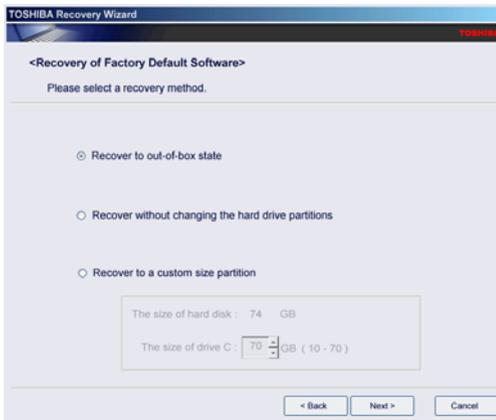 TOSHIBA Recovery Wizard
TOSHIBA
<Recovery of Factory Default Software>
Please select a recovery method.
Recover to out-of-box state
Recover without changing the hard drive partitions
Recover to a custom size partition
The size of hard disk : 74 GB
The size of drive C : 70 GB ( 10 - 70 )
< Back Next > Cancel